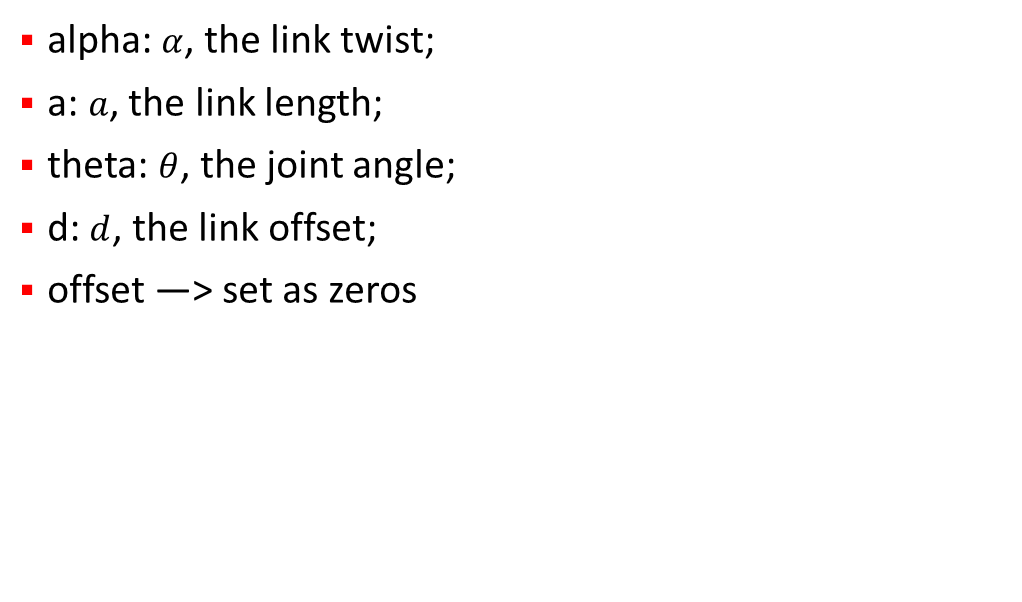 ▪ alpha: 𝛼, the link twist;
▪ a: 𝑎, the link length;
▪ theta: 𝜃, the joint angle;
▪ d: 𝑑, the link offset;
▪ offset —> set as zeros